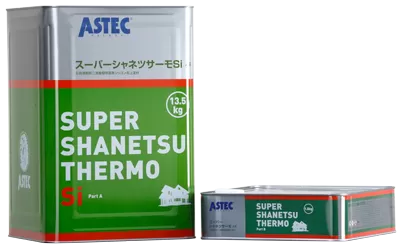 ASTEC
スーパーシャネツサーモSi
13.5
kg
SUPER
SHANETSU
THERMO
Si
Part A
ASTEC
SUPER
SHANETSU
THERMO
Part B